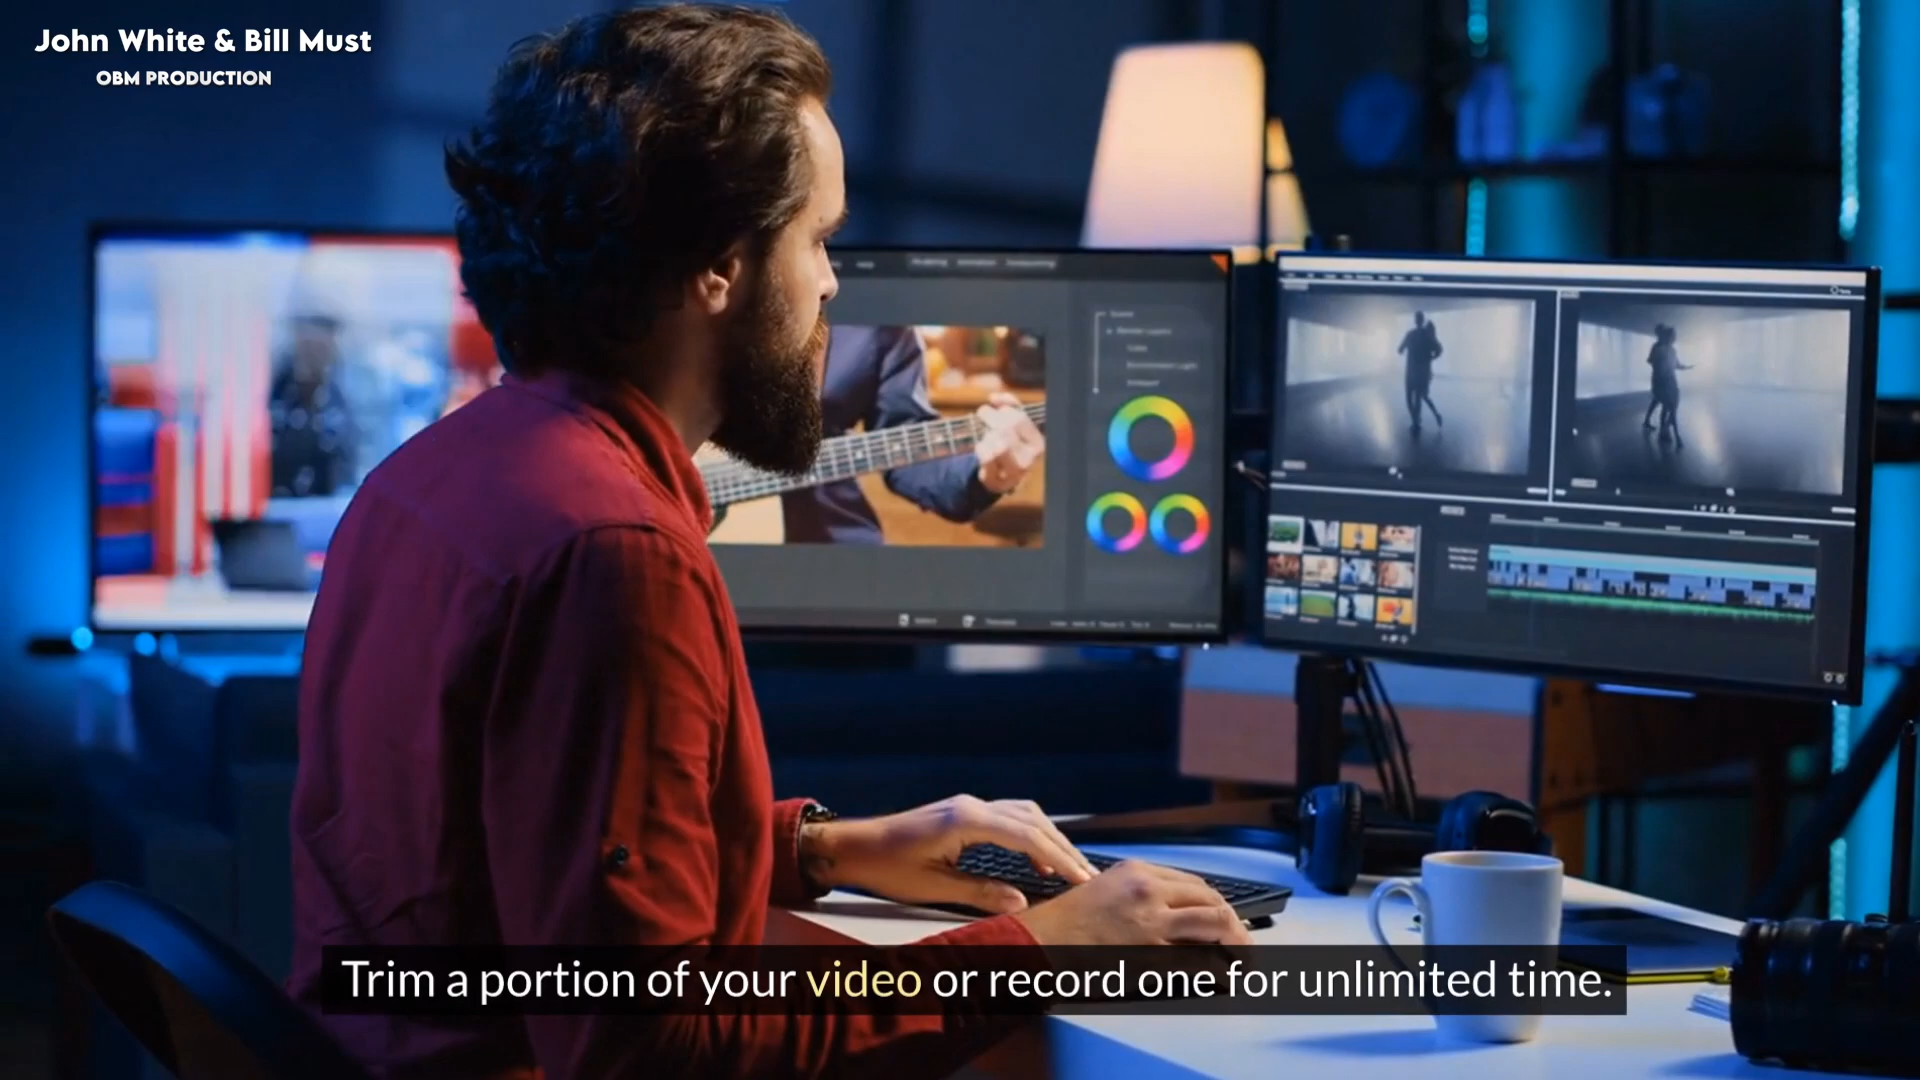 John White & Bill Must
OBM PRODUCTION
Trim a portion of your video or record one for unlimited time.